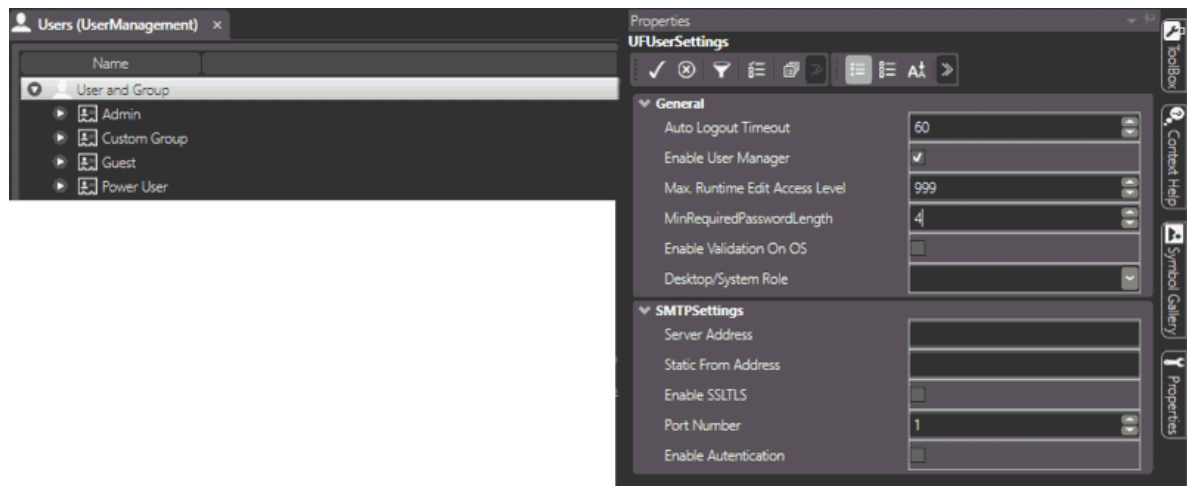 Users (UserManagement) ×
Name
User and Group
Admin
Custom Group
Guest
Power User
Properties
UFUserSettings
General
Auto Logout Timeout 60
Enable User Manager
Max. Runtime Edit Access Level 999
MinRequiredPasswordLength 4
Enable Validation On OS
Desktop/System Role
SMTPSettings
Server Address
Static From Address
Enable SSLTLS
Port Number 1
Enable Autentication
ToolBox
Context Help
Symbol Gallery
Properties